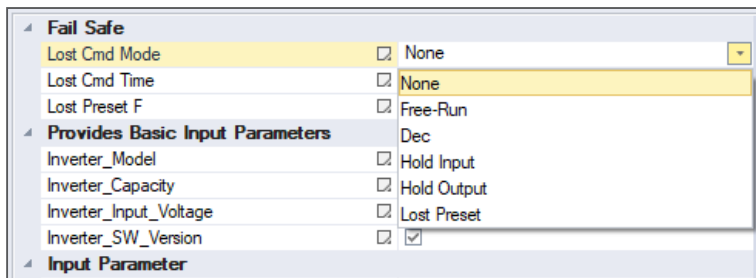 Fail Safe
Lost Cmd Mode None
Lost Cmd Time None
Lost Preset F Free-Run
Provides Basic Input Parameters Dec
Inverter_Model Hold Input
Inverter_Capacity Hold Output
Inverter_Input_Voltage Lost Preset
Inverter_SW_Version
Input Parameter